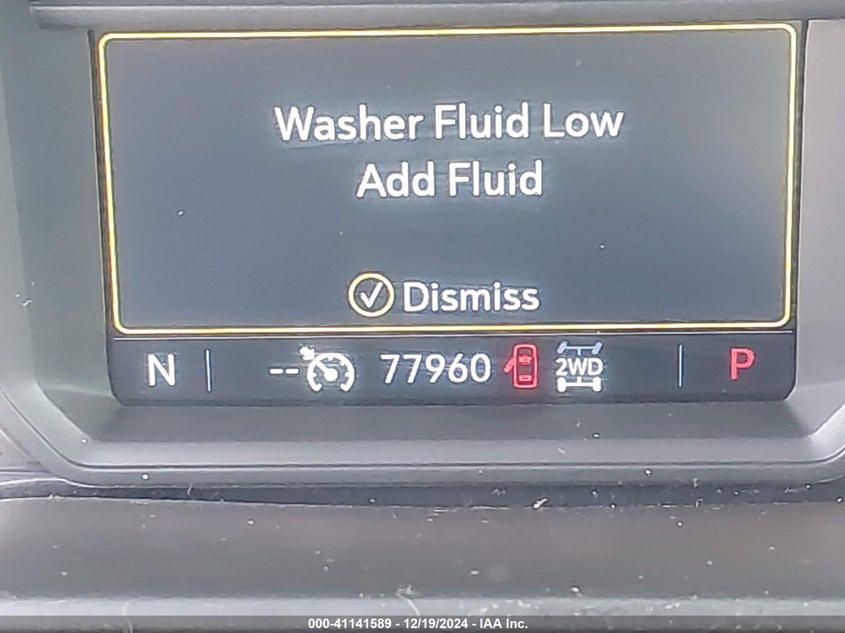 Washer Fluid Low
Add Fluid
Dismiss
N -- 77960 2WD P
000-41141589 - 12/19/2024 - IAA Inc.